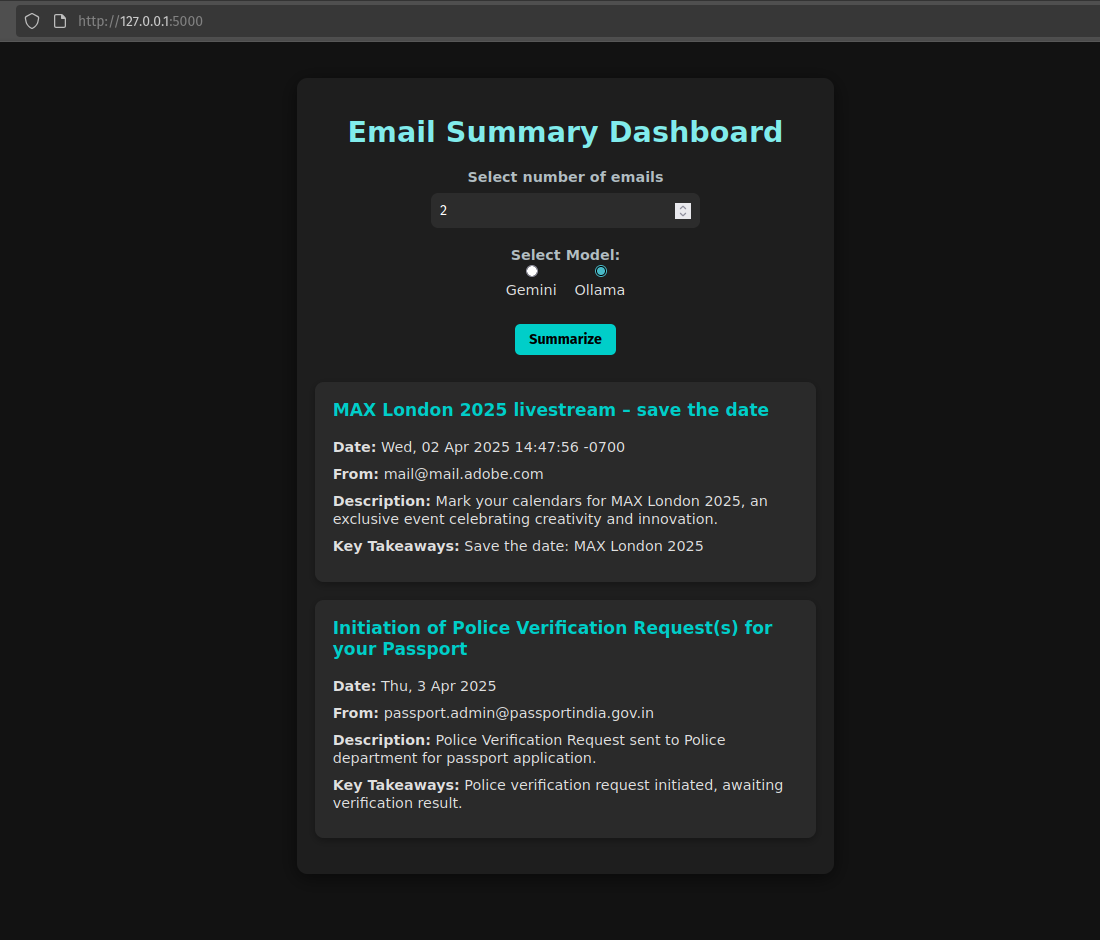 http://127.0.0.1:5000
Email Summary Dashboard
Select number of emails
2
Select Model:
Gemini Ollama
Summarize
MAX London 2025 livestream – save the date
Date: Wed, 02 Apr 2025 14:47:56 -0700
From: mail@mail.adobe.com
Description: Mark your calendars for MAX London 2025, an
exclusive event celebrating creativity and innovation.
Key Takeaways: Save the date: MAX London 2025
Initiation of Police Verification Request(s) for
your Passport
Date: Thu, 3 Apr 2025
From: passport.admin@passportindia.gov.in
Description: Police Verification Request sent to Police
department for passport application.
Key Takeaways: Police verification request initiated, awaiting
verification result.